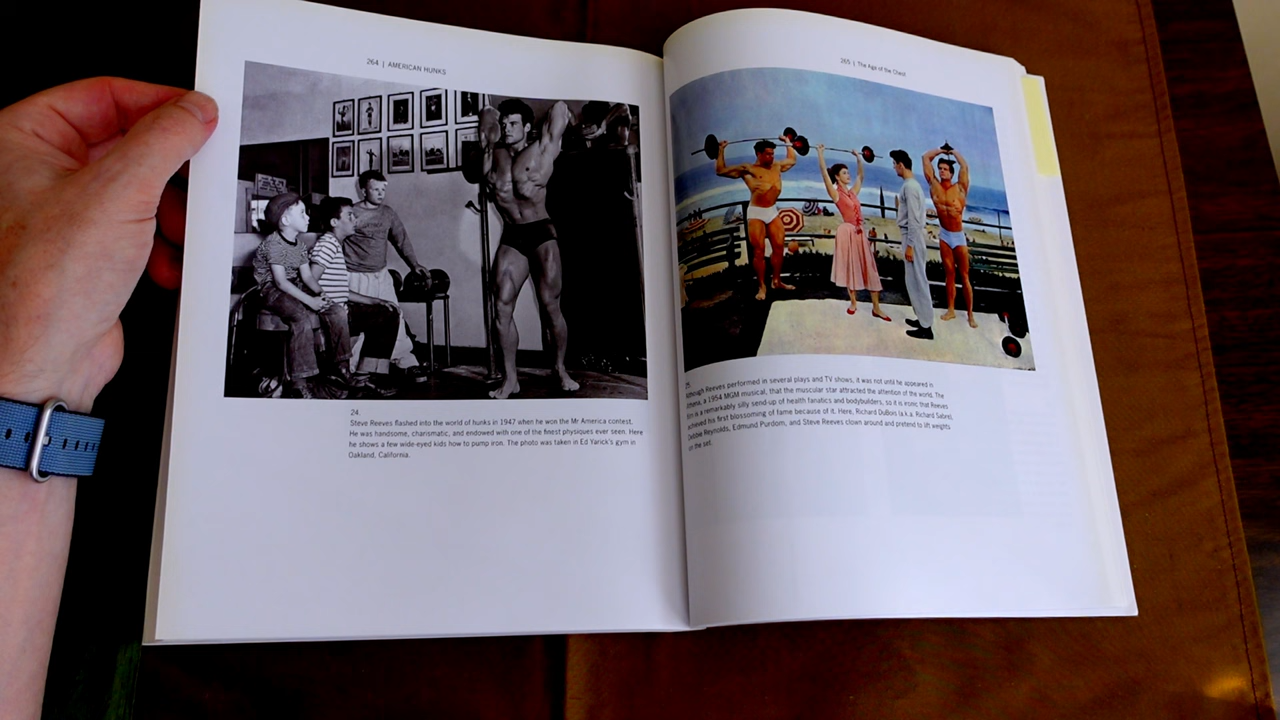 264 | AMERICAN HUNKS
24.
Steve Reeves flashed into the world of hunks in 1947 when he won the Mr America contest.
He was handsome, charismatic, and endowed with one of the finest physiques ever seen. Here
he shows a few wide-eyed kids how to pump iron. The photo was taken in Ed Yarick's gym in
Oakland, California.
265 | The Age of the Chest
25.
Although Reeves performed in several plays and TV shows, it was not until he appeared in
Athena, a 1954 MGM musical, that the muscular star attracted the attention of the world. The
film is a remarkably silly send-up of health fanatics and bodybuilders, so it is ironic that Reeves
achieved his first blossoming of fame because of it. Here, Richard DuBois (a.k.a. Richard Sabre),
Debbie Reynolds, Edmund Purdom, and Steve Reeves clown around and pretend to lift weights
on the set.